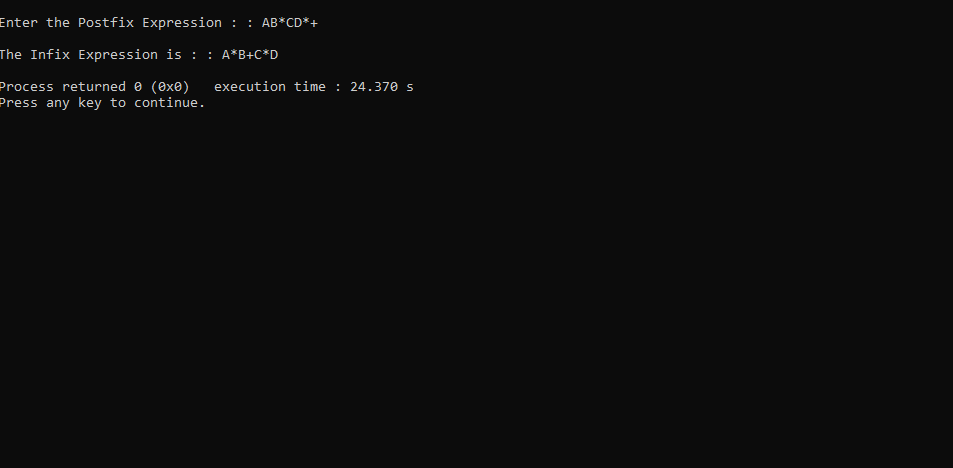 Enter the Postfix Expression : : AB*CD*+
The Infix Expression is : : A*B+C*D
Process returned 0 (0x0)   execution time : 24.370 s
Press any key to continue.